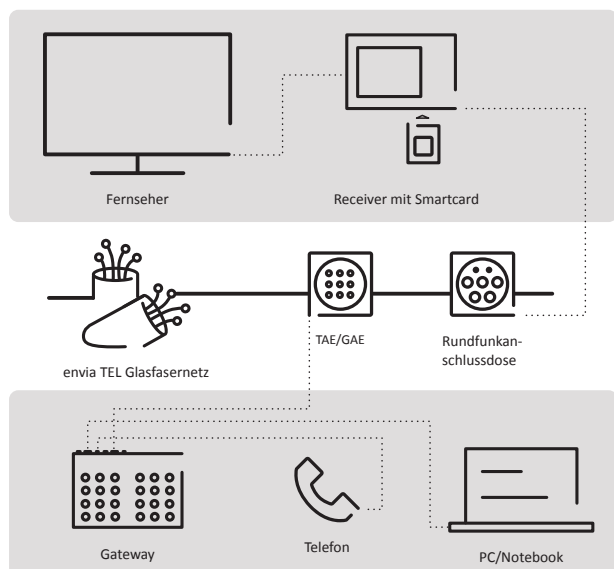 Fernseher
Receiver mit Smartcard
envia TEL Glasfasernetz
TAE/GAE
Rundfunkan-
schlussdose
Gateway
Telefon
PC/Notebook